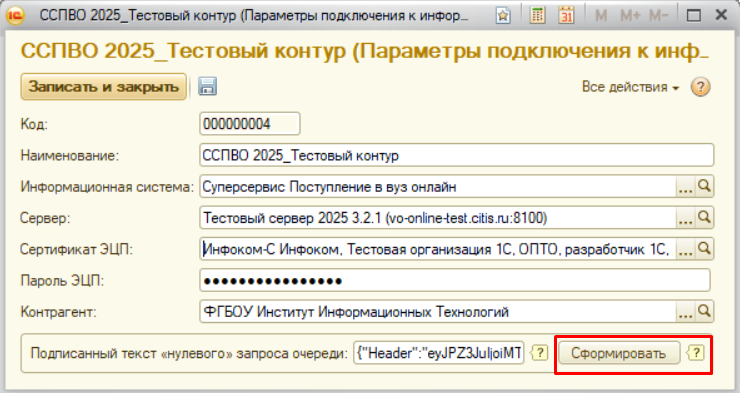 ССПВО 2025_Тестовый контур (Параметры подключения к инфор...
31 M M+ M-
ССПВО 2025_Тестовый контур (Параметры подключения к инф..
Записать и закрыть
Все действия
?
Код: 000000004
Наименование: ССПВО 2025_Тестовый контур
Информационная система: Суперсервис Поступление в вуз онлайн ...
Сервер: Тестовый сервер 2025 3.2.1 (vo-online-test.citis.ru:8100) ...
Сертификат ЭЦП: Инфоком-С Инфоком, Тестовая организация 1С, ОПТО, разработчик 1С, ...
Пароль ЭЦП: ••••••••••••••••
Контрагент: ФГБОУ Институт Информационных Технологий ...
Подписанный текст «нулевого» запроса очереди: {"Header":"eyJPZ3JuIjoiMT ? Сформировать ?